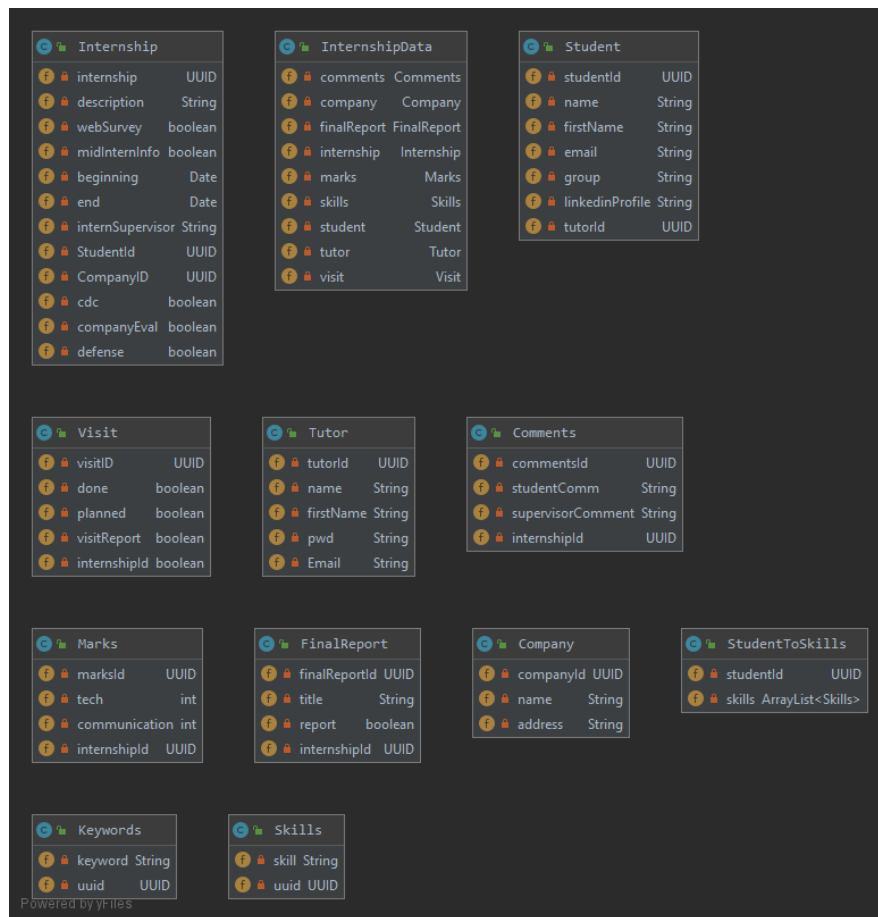 Internship
internship UUID
description String
webSurvey boolean
midInternInfo boolean
beginning Date
end Date
internSupervisor String
StudentId UUID
CompanyID UUID
cdc boolean
companyEval boolean
defense boolean
InternshipData
comments Comments
company Company
finalReport FinalReport
internship Internship
marks Marks
skills Skills
student Student
tutor Tutor
visit Visit
Student
studentId UUID
name String
firstName String
email String
group String
linkedinProfile String
tutorId UUID
Visit
visitID UUID
done boolean
planned boolean
visitReport boolean
internshipId boolean
Tutor
tutorId UUID
name String
firstName String
pwd String
Email String
Comments
commentsId UUID
studentComm String
supervisorComment String
internshipId UUID
Marks
marksId UUID
tech int
communication int
internshipId UUID
FinalReport
finalReportId UUID
title String
report boolean
internshipId UUID
Company
companyId UUID
name String
address String
StudentToSkills
studentId UUID
skills ArrayList<Skills>
Keywords
keyword String
uuid UUID
Skills
skill String
uuid UUID
Powered by yFiles